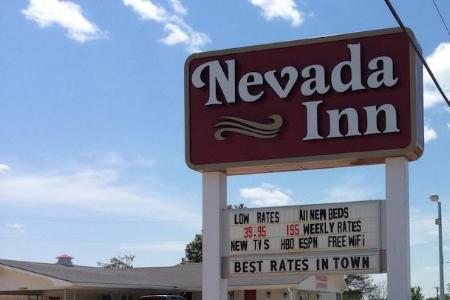 Nevada
Inn
LOW RATES All NEW BEDS
39.95 195 WEEKLY RATES
NEW TVS HBO ESPN FREE WiFi
BEST RATES IN TOWN